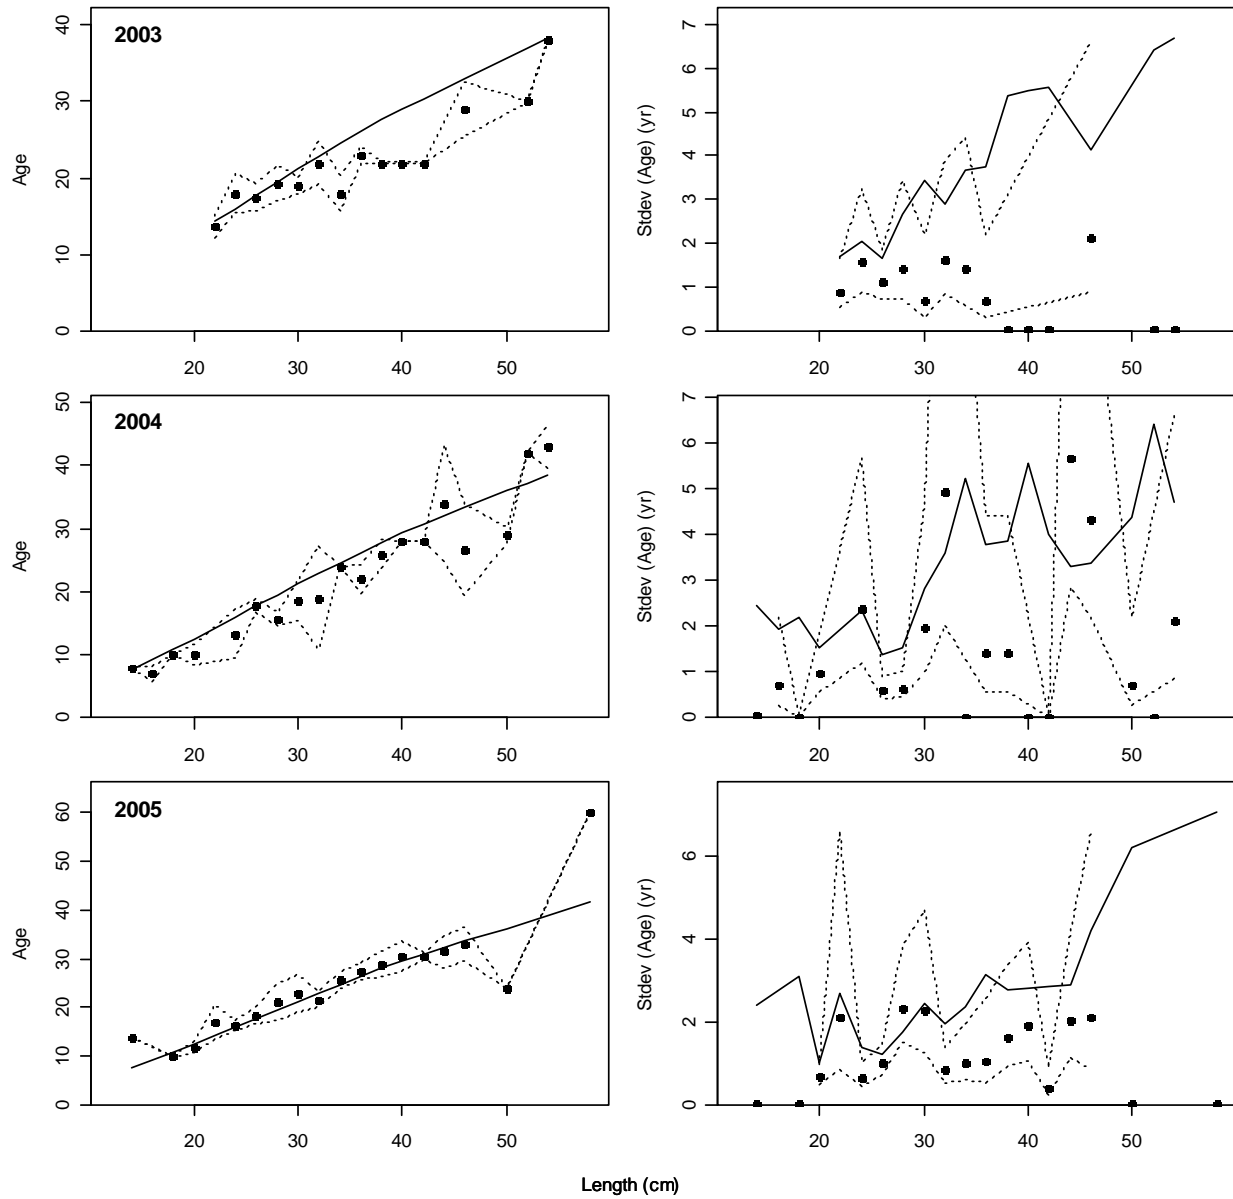 2003
Age
0 10 20 30 40
20 30 40 50
Stdev (Age) (yr)
0 1 2 3 4 5 6 7
20 30 40 50
2004
Age
0 10 20 30 40 50
20 30 40 50
Stdev (Age) (yr)
0 1 2 3 4 5 6 7
20 30 40 50
2005
Age
0 10 20 30 40 50 60
20 30 40 50
Stdev (Age) (yr)
0 2 4 6
20 30 40 50
Length (cm)